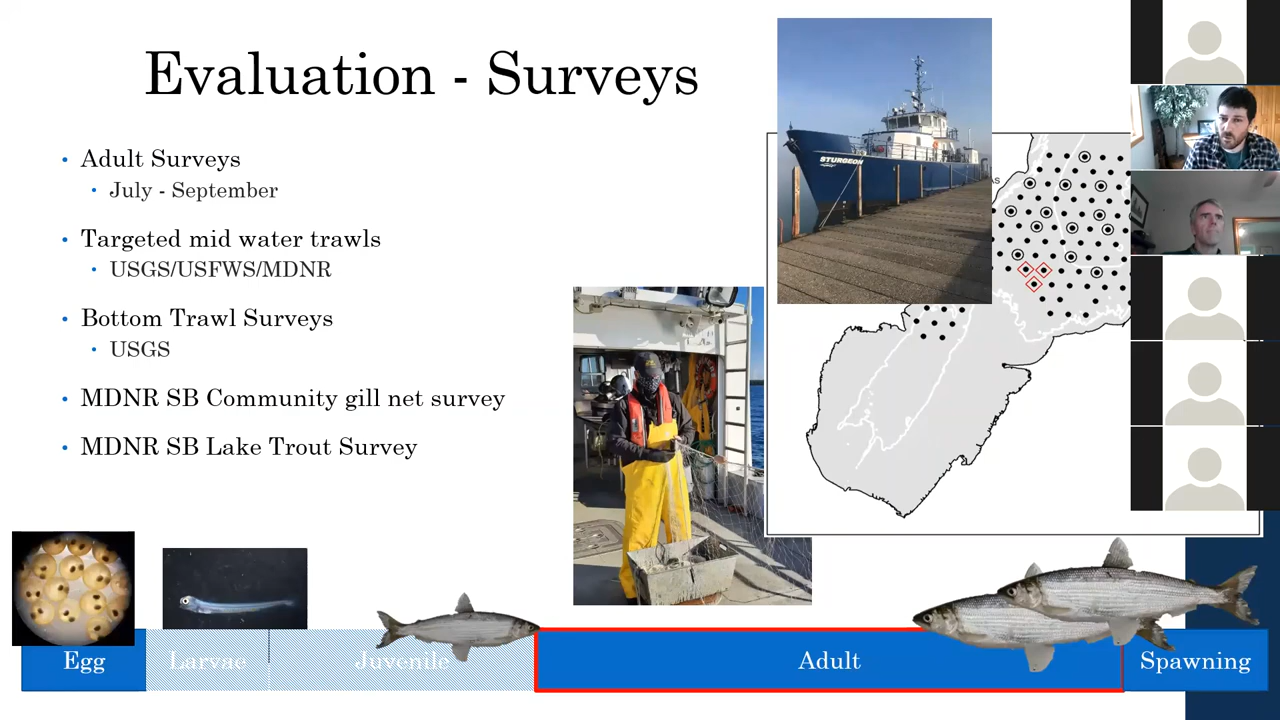 Evaluation - Surveys
• Adult Surveys
• July - September
• Targeted mid water trawls
• USGS/USFWS/MDNR
• Bottom Trawl Surveys
• USGS
• MDNR SB Community gill net survey
• MDNR SB Lake Trout Survey
STURGEON
Egg
Larvae
Juvenile
Adult
Spawning